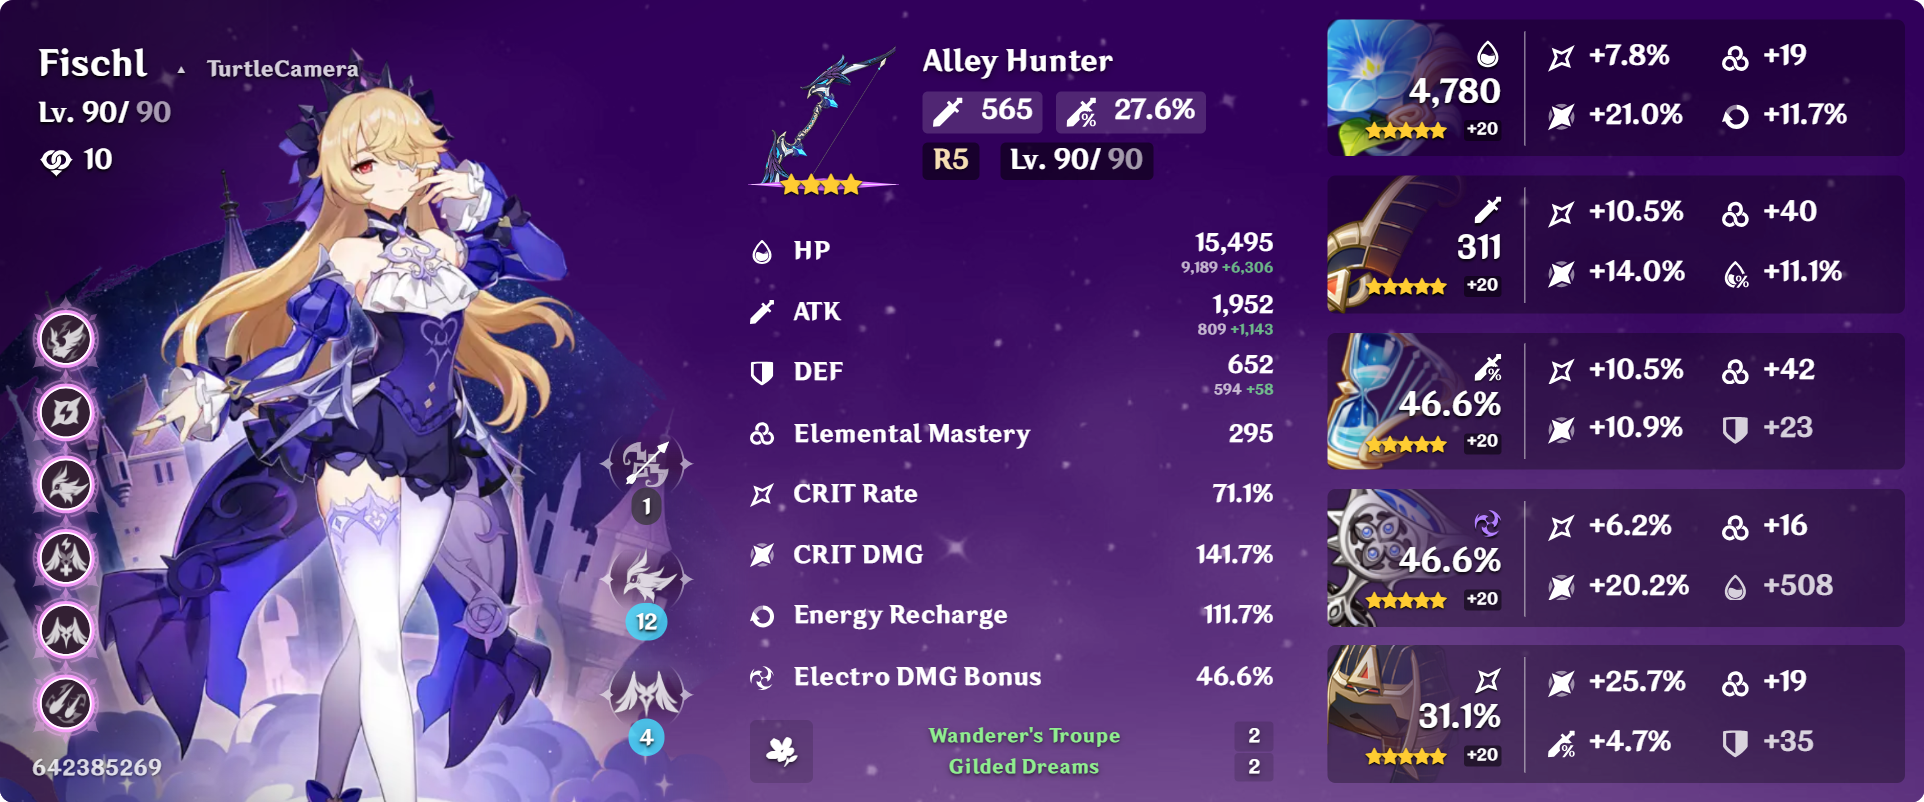 Fischl ▲ TurtleCamera
Lv. 90/ 90
10
1
12
4
642385269
Alley Hunter
565 27.6%
R5 Lv. 90/ 90
HP 15,495
9,189 +6,306
ATK 1,952
809 +1,143
DEF 652
594 +58
Elemental Mastery 295
CRIT Rate 71.1%
CRIT DMG 141.7%
Energy Recharge 111.7%
Electro DMG Bonus 46.6%
Wanderer's Troupe 2
Gilded Dreams 2
4,780
+20
+7.8% +19
+21.0% +11.7%
311
+20
+10.5% +40
+14.0% +11.1%
46.6%
+20
+10.5% +42
+10.9% +23
46.6%
+20
+6.2% +16
+20.2% +508
31.1%
+20
+25.7% +19
+4.7% +35